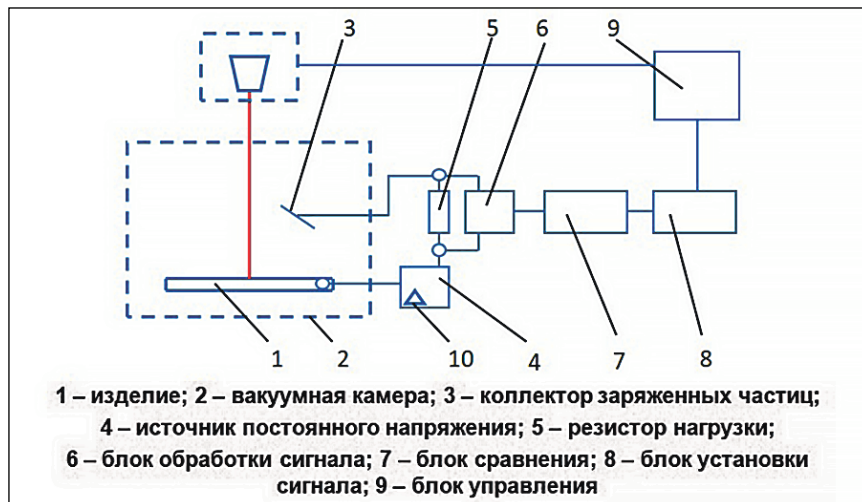 3 5 6 9
1 2 10 4 7 8
1 – изделие; 2 – вакуумная камера; 3 – коллектор заряженных частиц;
4 – источник постоянного напряжения; 5 – резистор нагрузки;
6 – блок обработки сигнала; 7 – блок сравнения; 8 – блок установки
сигнала; 9 – блок управления